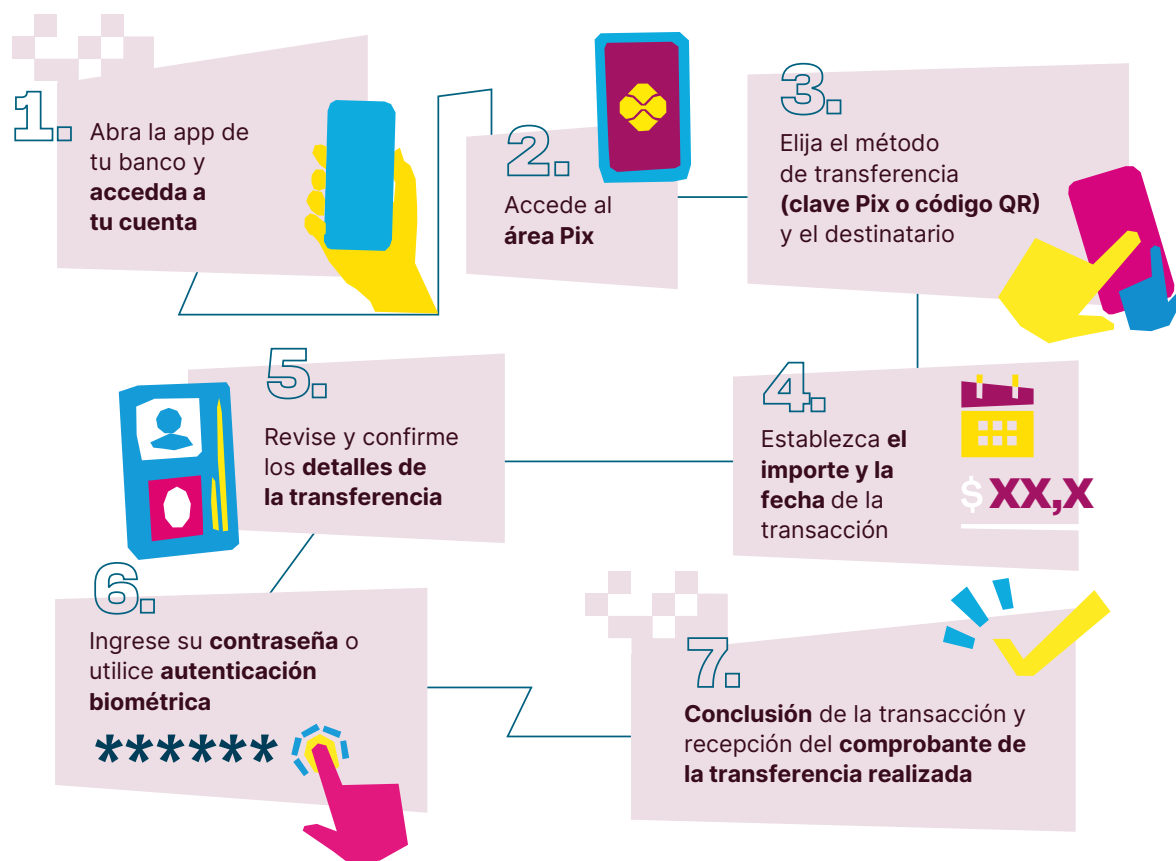 1.
Abra la app de
tu banco y
accedda a
tu cuenta
2.
Accede al
área Pix
3.
Elija el método
de transferencia
(clave Pix o código QR)
y el destinatario
4.
Establezca el
importe y la
fecha de la
transacción
$ XX,X
5.
Revise y confirme
los detalles de
la transferencia
6.
Ingrese su contraseña o
utilice autenticación
biométrica
******
7.
Conclusión de la transacción y
recepción del comprobante de
la transferencia realizada